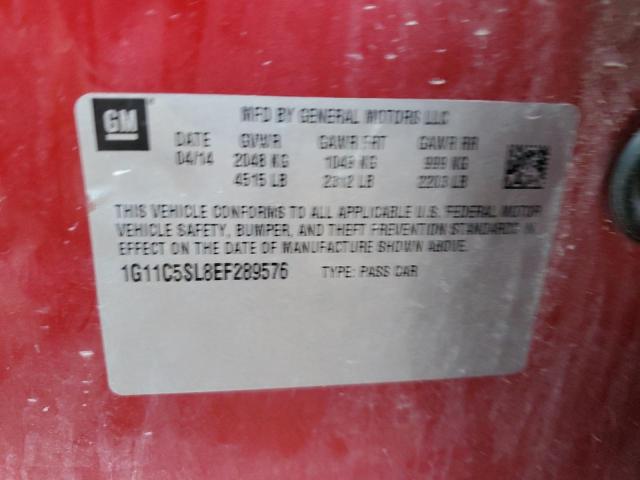 GM
MFD BY GENERAL MOTORS LLC
DATE GVWR GAWR FRT GAWR RR
04/14 2048 KG 1049 KG 999 KG
4515 LB 2312 LB 2203 LB
THIS VEHICLE CONFORMS TO ALL APPLICABLE U.S. FEDERAL MOTOR
VEHICLE SAFETY, BUMPER, AND THEFT PREVENTION STANDARDS IN
EFFECT ON THE DATE OF MANUFACTURE SHOWN ABOVE.
1G11C5SL8EF289576 TYPE: PASS CAR